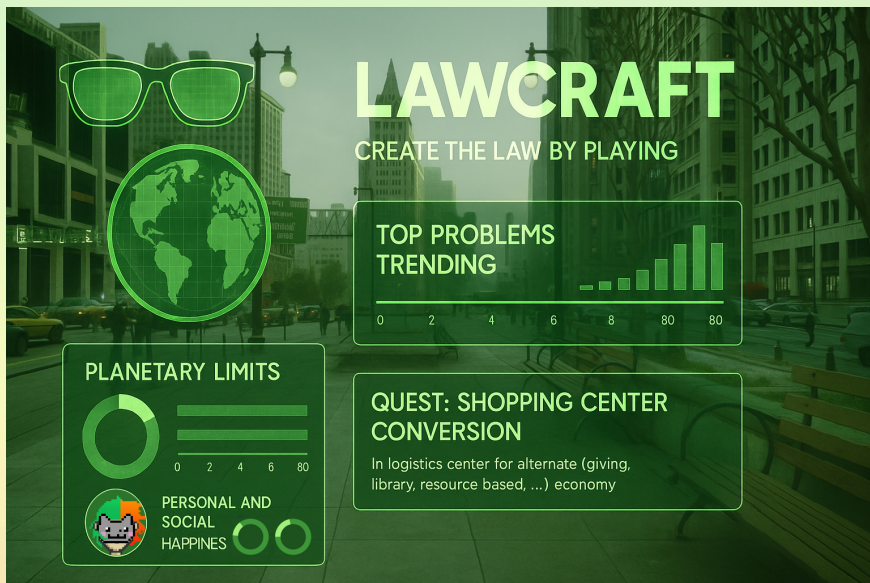 LAWCRAFT
CREATE THE LAW BY PLAYING
TOP PROBLEMS
TRENDING
0 2 4 6 8 80 80
PLANETARY LIMITS
0 2 4 6 80
PERSONAL AND
SOCIAL
HAPPINES
QUEST: SHOPPING CENTER
CONVERSION
In logistics center for alternate (giving,
library, resource based, ...) economy